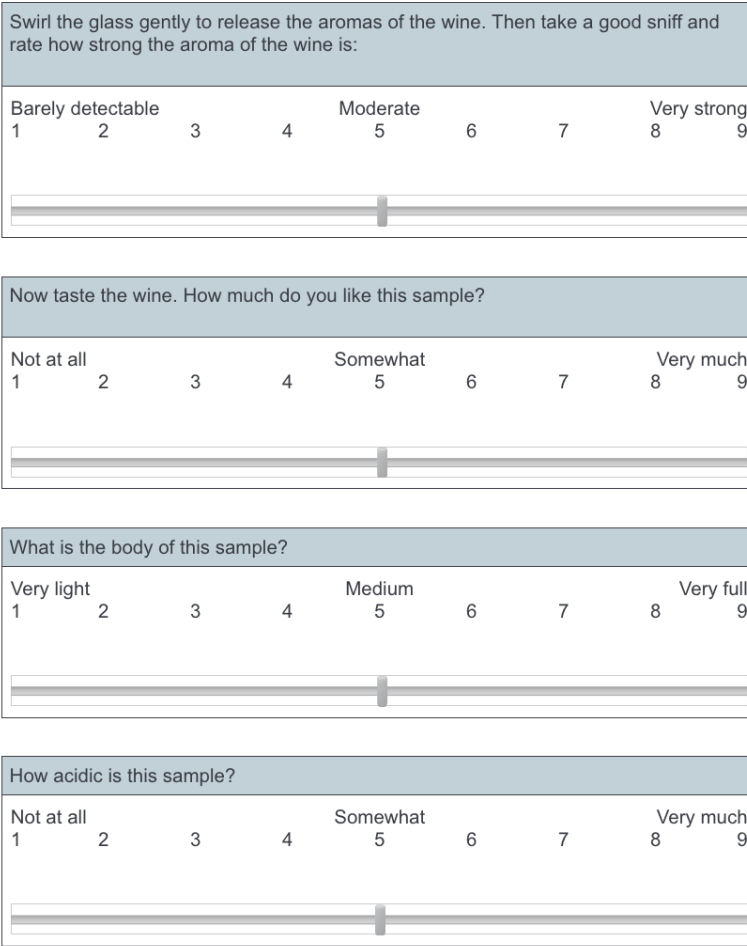 Swirl the glass gently to release the aromas of the wine. Then take a good sniff and
rate how strong the aroma of the wine is:
Barely detectable Moderate Very strong
1 2 3 4 5 6 7 8 9
Now taste the wine. How much do you like this sample?
Not at all Somewhat Very much
1 2 3 4 5 6 7 8 9
What is the body of this sample?
Very light Medium Very full
1 2 3 4 5 6 7 8 9
How acidic is this sample?
Not at all Somewhat Very much
1 2 3 4 5 6 7 8 9